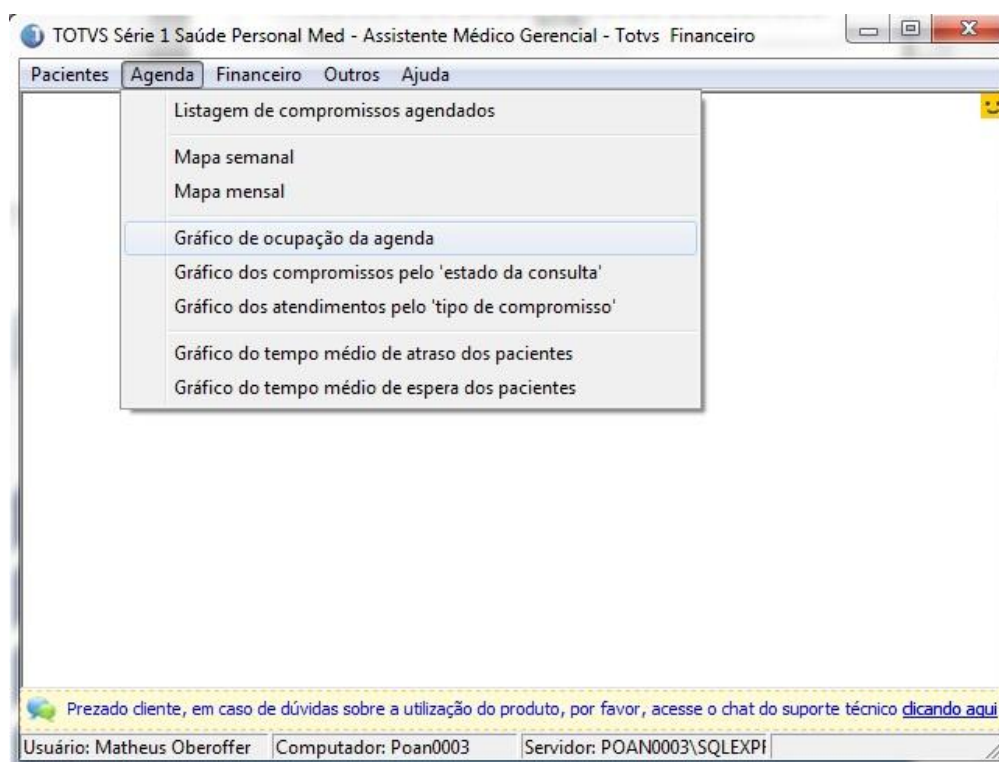 TOTVS Série 1 Saúde Personal Med - Assistente Médico Gerencial - Totvs Financeiro
Pacientes Agenda Financeiro Outros Ajuda
Listagem de compromissos agendados
Mapa semanal
Mapa mensal
Gráfico de ocupação da agenda
Gráfico dos compromissos pelo 'estado da consulta'
Gráfico dos atendimentos pelo 'tipo de compromisso'
Gráfico do tempo médio de atraso dos pacientes
Gráfico do tempo médio de espera dos pacientes
Prezado cliente, em caso de dúvidas sobre a utilização do produto, por favor, acesse o chat do suporte técnico clicando aqui
Usuário: Matheus Oberoffer Computador: Poan0003 Servidor: POAN0003\SQLEXP